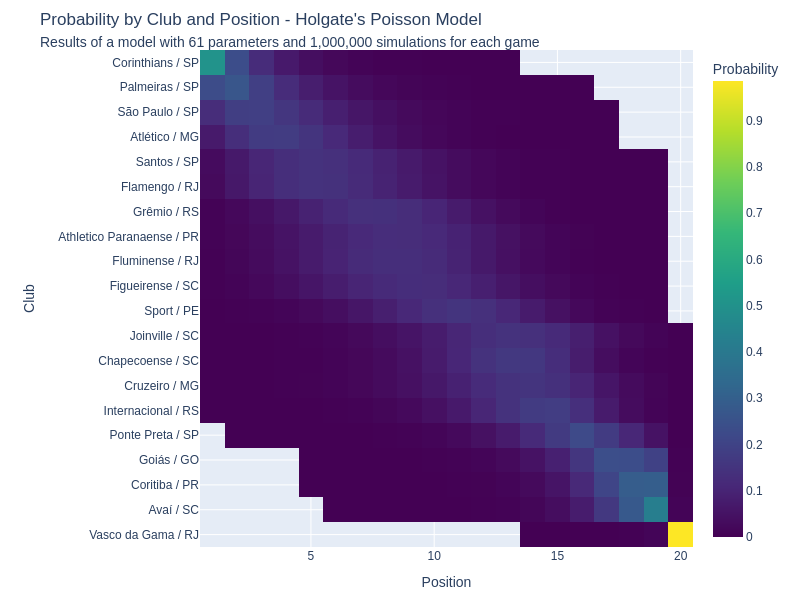 Probability by Club and Position - Holgate's Poisson Model
Results of a model with 61 parameters and 1,000,000 simulations for each game
Probability
Corinthians / SP
Palmeiras / SP
São Paulo / SP
Atlético / MG
Santos / SP
Flamengo / RJ
Grêmio / RS
Athletico Paranaense / PR
Fluminense / RJ
Figueirense / SC
Sport / PE
Joinville / SC
Chapecoense / SC
Cruzeiro / MG
Internacional / RS
Ponte Preta / SP
Goiás / GO
Coritiba / PR
Avaí / SC
Vasco da Gama / RJ
Club
5
10
15
20
Position
0.9
0.8
0.7
0.6
0.5
0.4
0.3
0.2
0.1
0